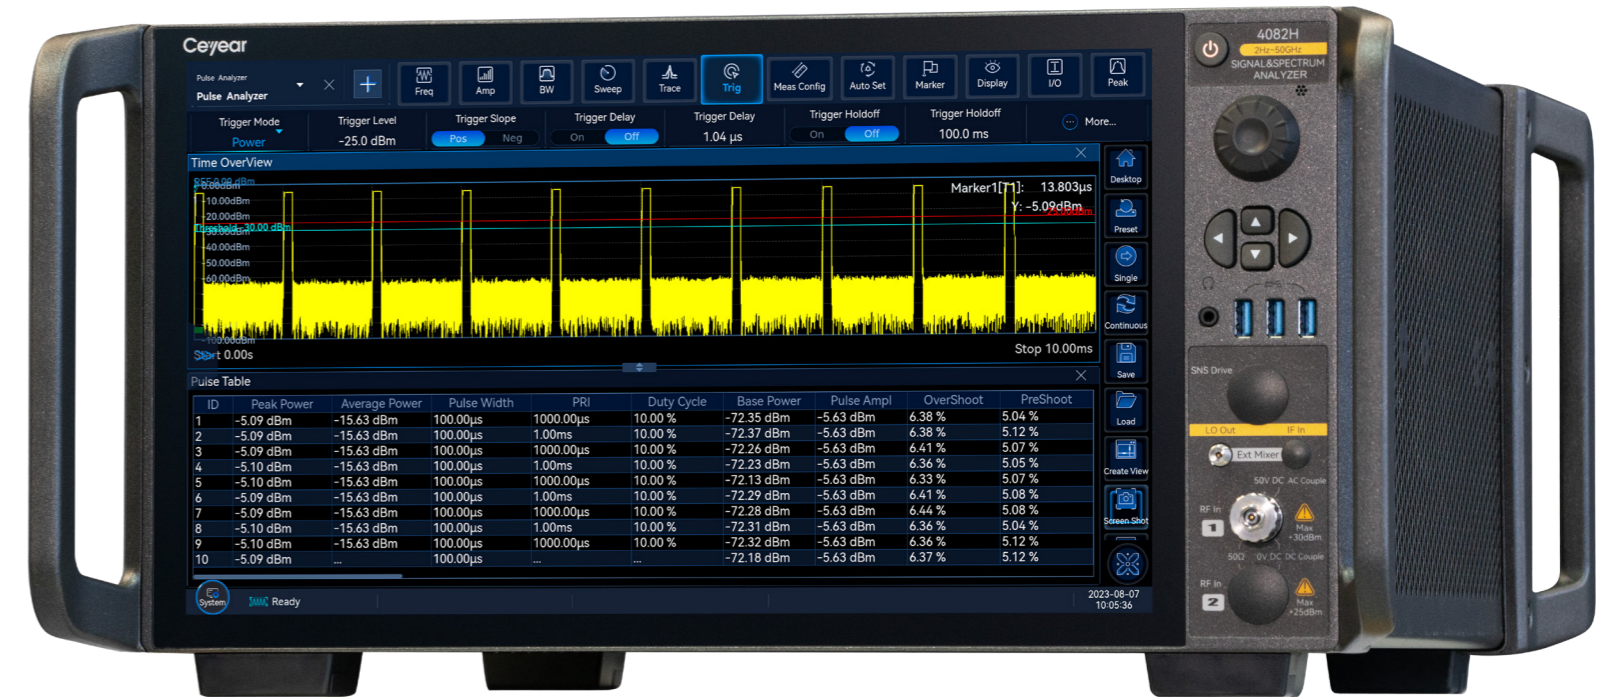 Ceyear
Pulse Analyzer
Pulse Analyzer
Freq
Amp
BW
Sweep
Trace
Trig
Meas Config
Auto Set
Marker
Display
I/O
Peak
Trigger Mode
Power
Trigger Level
-25.0 dBm
Trigger Slope
Pos Neg
Trigger Delay
On Off
Trigger Delay
1.04 μs
Trigger Holdoff
On Off
Trigger Holdoff
100.0 ms
More...
Time OverView
0.00dBm
-10.00dBm
-20.00dBm
Threshold -30.00 dBm
-30.00dBm
-40.00dBm
-50.00dBm
-60.00dBm
-100.00dBm
Marker1[T1]: 13.803μs
Y: -5.09dBm
-25.00dBm
Start 0.00s
Stop 10.00ms
Pulse Table
ID Peak Power Average Power Pulse Width PRI Duty Cycle Base Power Pulse Ampl OverShoot PreShoot
1 -5.09 dBm -15.63 dBm 100.00μs 1000.00μs 10.00 % -72.35 dBm -5.63 dBm 6.38 % 5.04 %
2 -5.09 dBm -15.63 dBm 100.00μs 1.00ms 10.00 % -72.37 dBm -5.63 dBm 6.38 % 5.12 %
3 -5.09 dBm -15.63 dBm 100.00μs 1000.00μs 10.00 % -72.26 dBm -5.63 dBm 6.41 % 5.07 %
4 -5.10 dBm -15.63 dBm 100.00μs 1.00ms 10.00 % -72.23 dBm -5.63 dBm 6.36 % 5.05 %
5 -5.10 dBm -15.63 dBm 100.00μs 1000.00μs 10.00 % -72.13 dBm -5.63 dBm 6.33 % 5.07 %
6 -5.09 dBm -15.63 dBm 100.00μs 1.00ms 10.00 % -72.29 dBm -5.63 dBm 6.41 % 5.08 %
7 -5.09 dBm -15.63 dBm 100.00μs 1000.00μs 10.00 % -72.28 dBm -5.63 dBm 6.44 % 5.08 %
8 -5.10 dBm -15.63 dBm 100.00μs 1.00ms 10.00 % -72.31 dBm -5.63 dBm 6.36 % 5.04 %
9 -5.10 dBm -15.63 dBm 100.00μs 1000.00μs 10.00 % -72.32 dBm -5.63 dBm 6.36 % 5.12 %
10 -5.09 dBm ... 100.00μs ... ... -72.18 dBm -5.63 dBm 6.37 % 5.12 %
System
Ready
2023-08-07
10:05:36
Desktop
Preset
Single
Continuous
Save
Load
Create View
Screen Shot
4082H
2Hz~50GHz
SIGNAL&SPECTRUM
ANALYZER
SNS Drive
LO Out IF In
Ext Mixer
50V DC AC Couple
RF In
1
Max
+30dBm
50Ω 0V DC DC Couple
RF In
2
Max
+25dBm